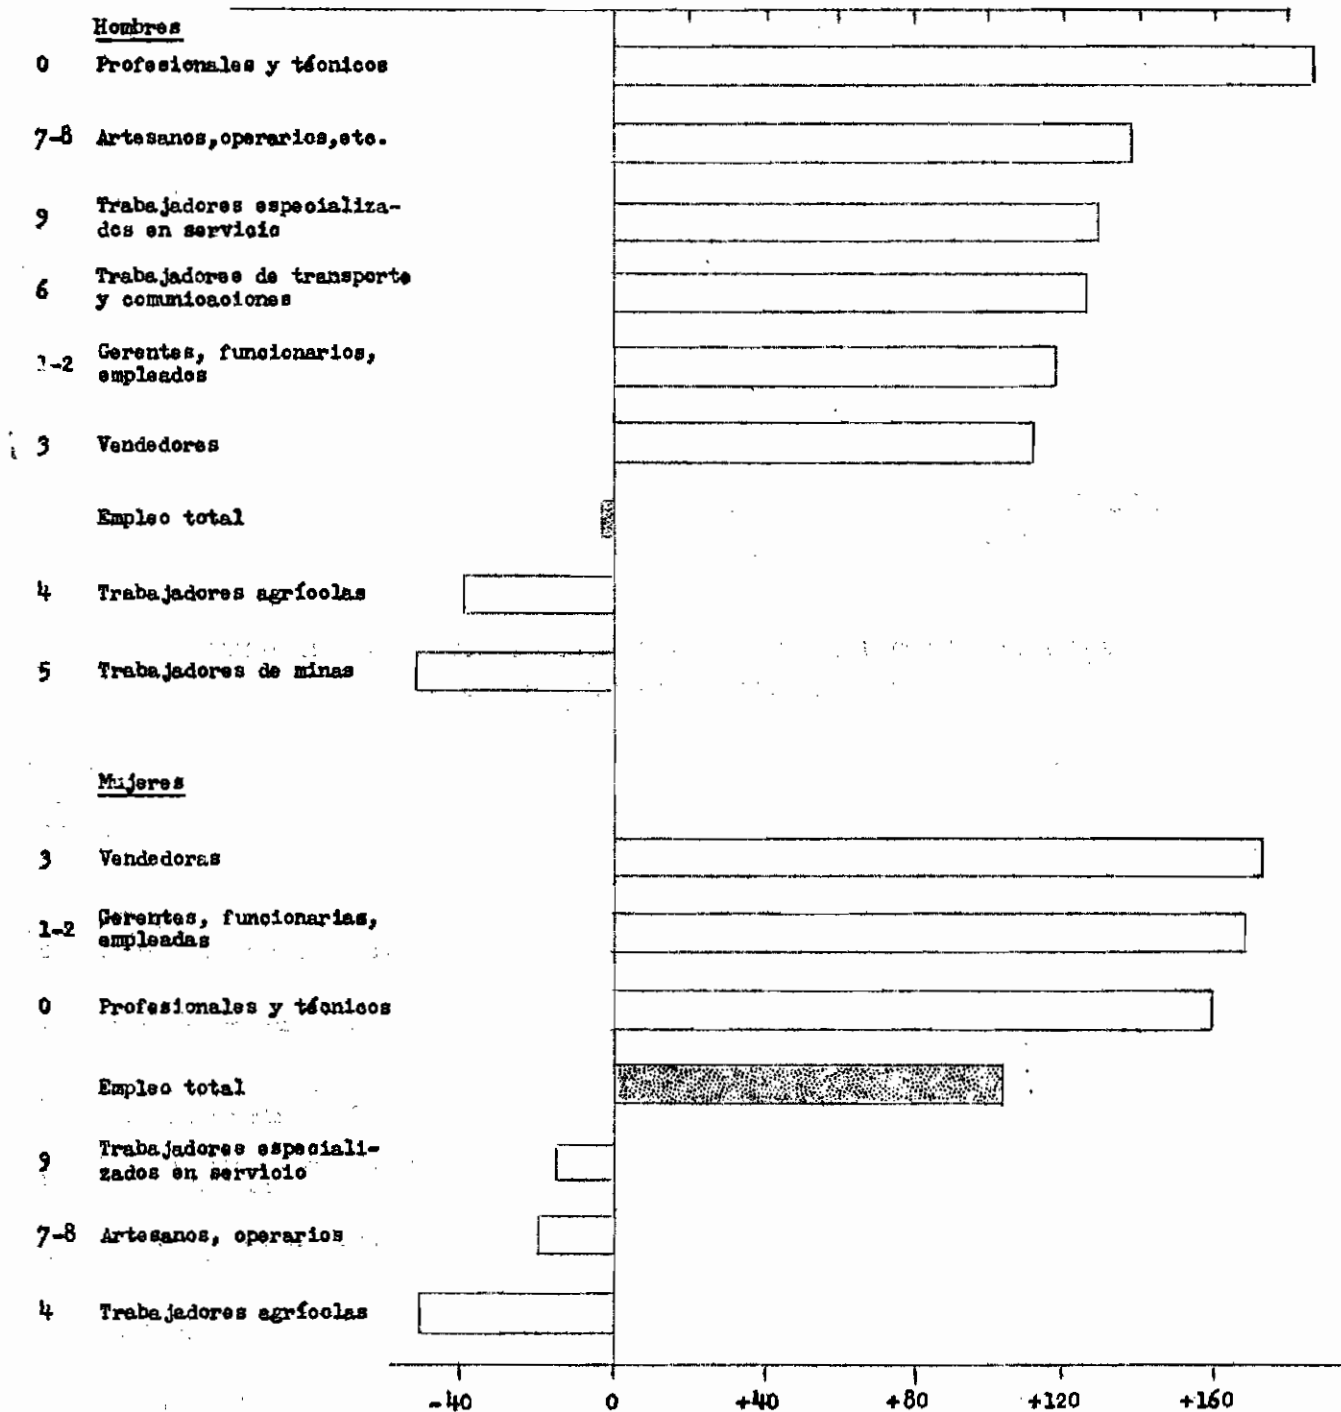 Hombres
0 Profesionales y técnicos
7-8 Artesanos, operarios, etc.
9 Trabajadores especializa-
dos en servicio
6 Trabajadores de transporte
y comunicaciones
1-2 Gerentes, funcionarios,
empleados
3 Vendedores
Empleo total
4 Trabajadores agrícolas
5 Trabajadores de minas
Mujeres
3 Vendedoras
1-2 Gerentes, funcionarias,
empleadas
0 Profesionales y técnicos
Empleo total
9 Trabajadores especiali-
zados en servicio
7-8 Artesanos, operarios
4 Trabajadores agrícolas
-40 0 +40 +80 +120 +160